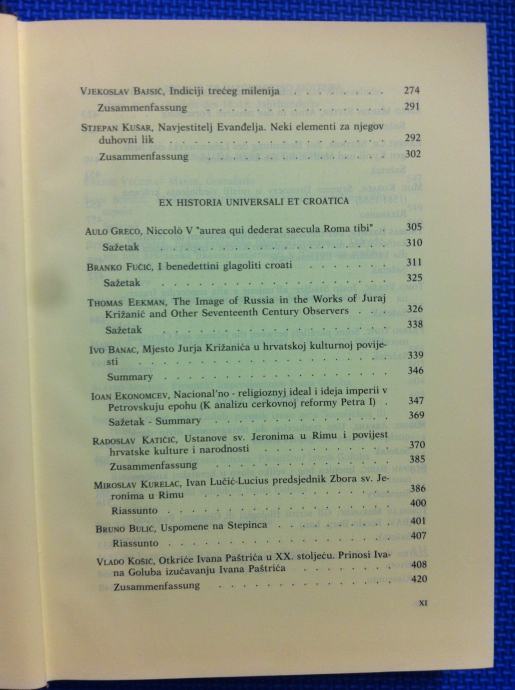 VJEKOSLAV BAJSIĆ, Indiciji trećeg milenija . . . . . . . . 274
Zusammenfassung . . . . . . . . . . . . . . 291
STJEPAN KUŠAR, Navjestitelj Evanđelja. Neki elementi za njegov
duhovni lik . . . . . . . . . . . . . . . . 292
Zusammenfassung . . . . . . . . . . . . . . 302
EX HISTORIA UNIVERSALI ET CROATICA
AULO GRECO, Niccolò V "aurea qui dederat saecula Roma tibi" . 305
Sažetak . . . . . . . . . . . . . . . . . 310
BRANKO FUČIĆ, I benedettini glagoliti croati . . . . . . . 311
Sažetak . . . . . . . . . . . . . . . . . 325
THOMAS EEKMAN, The Image of Russia in the Works of Juraj
Križanić and Other Seventeenth Century Observers . . . 326
Sažetak . . . . . . . . . . . . . . . . . 338
IVO BANAC, Mjesto Jurja Križanića u hrvatskoj kulturnoj povije-
sti . . . . . . . . . . . . . . . . . . . 339
Summary . . . . . . . . . . . . . . . . . 346
IOAN EKONOMCEV, Nacional'no - religioznyj ideal i ideja imperii v
Petrovskuju epohu (K analizu cerkovnoj reformy Petra I) . 347
Sažetak - Summary . . . . . . . . . . . . . 369
RADOSLAV KATIČIĆ, Ustanove sv. Jeronima u Rimu i povijest
hrvatske kulture i narodnosti . . . . . . . . . . 370
Zusammenfassung . . . . . . . . . . . . . . 385
MIROSLAV KURELAC, Ivan Lučić-Lucius predsjednik Zbora sv. Je-
ronima u Rimu . . . . . . . . . . . . . . . 386
Riassunto . . . . . . . . . . . . . . . . 400
BRUNO BULIĆ, Uspomene na Stepinca . . . . . . . . . 401
Riassunto . . . . . . . . . . . . . . . . 407
VLADO KOŠIĆ, Otkriće Ivana Paštrića u XX. stoljeću. Prinosi Iva-
na Goluba izučavanju Ivana Paštrića . . . . . . . . 408
Zusammenfassung . . . . . . . . . . . . . . 420
XI